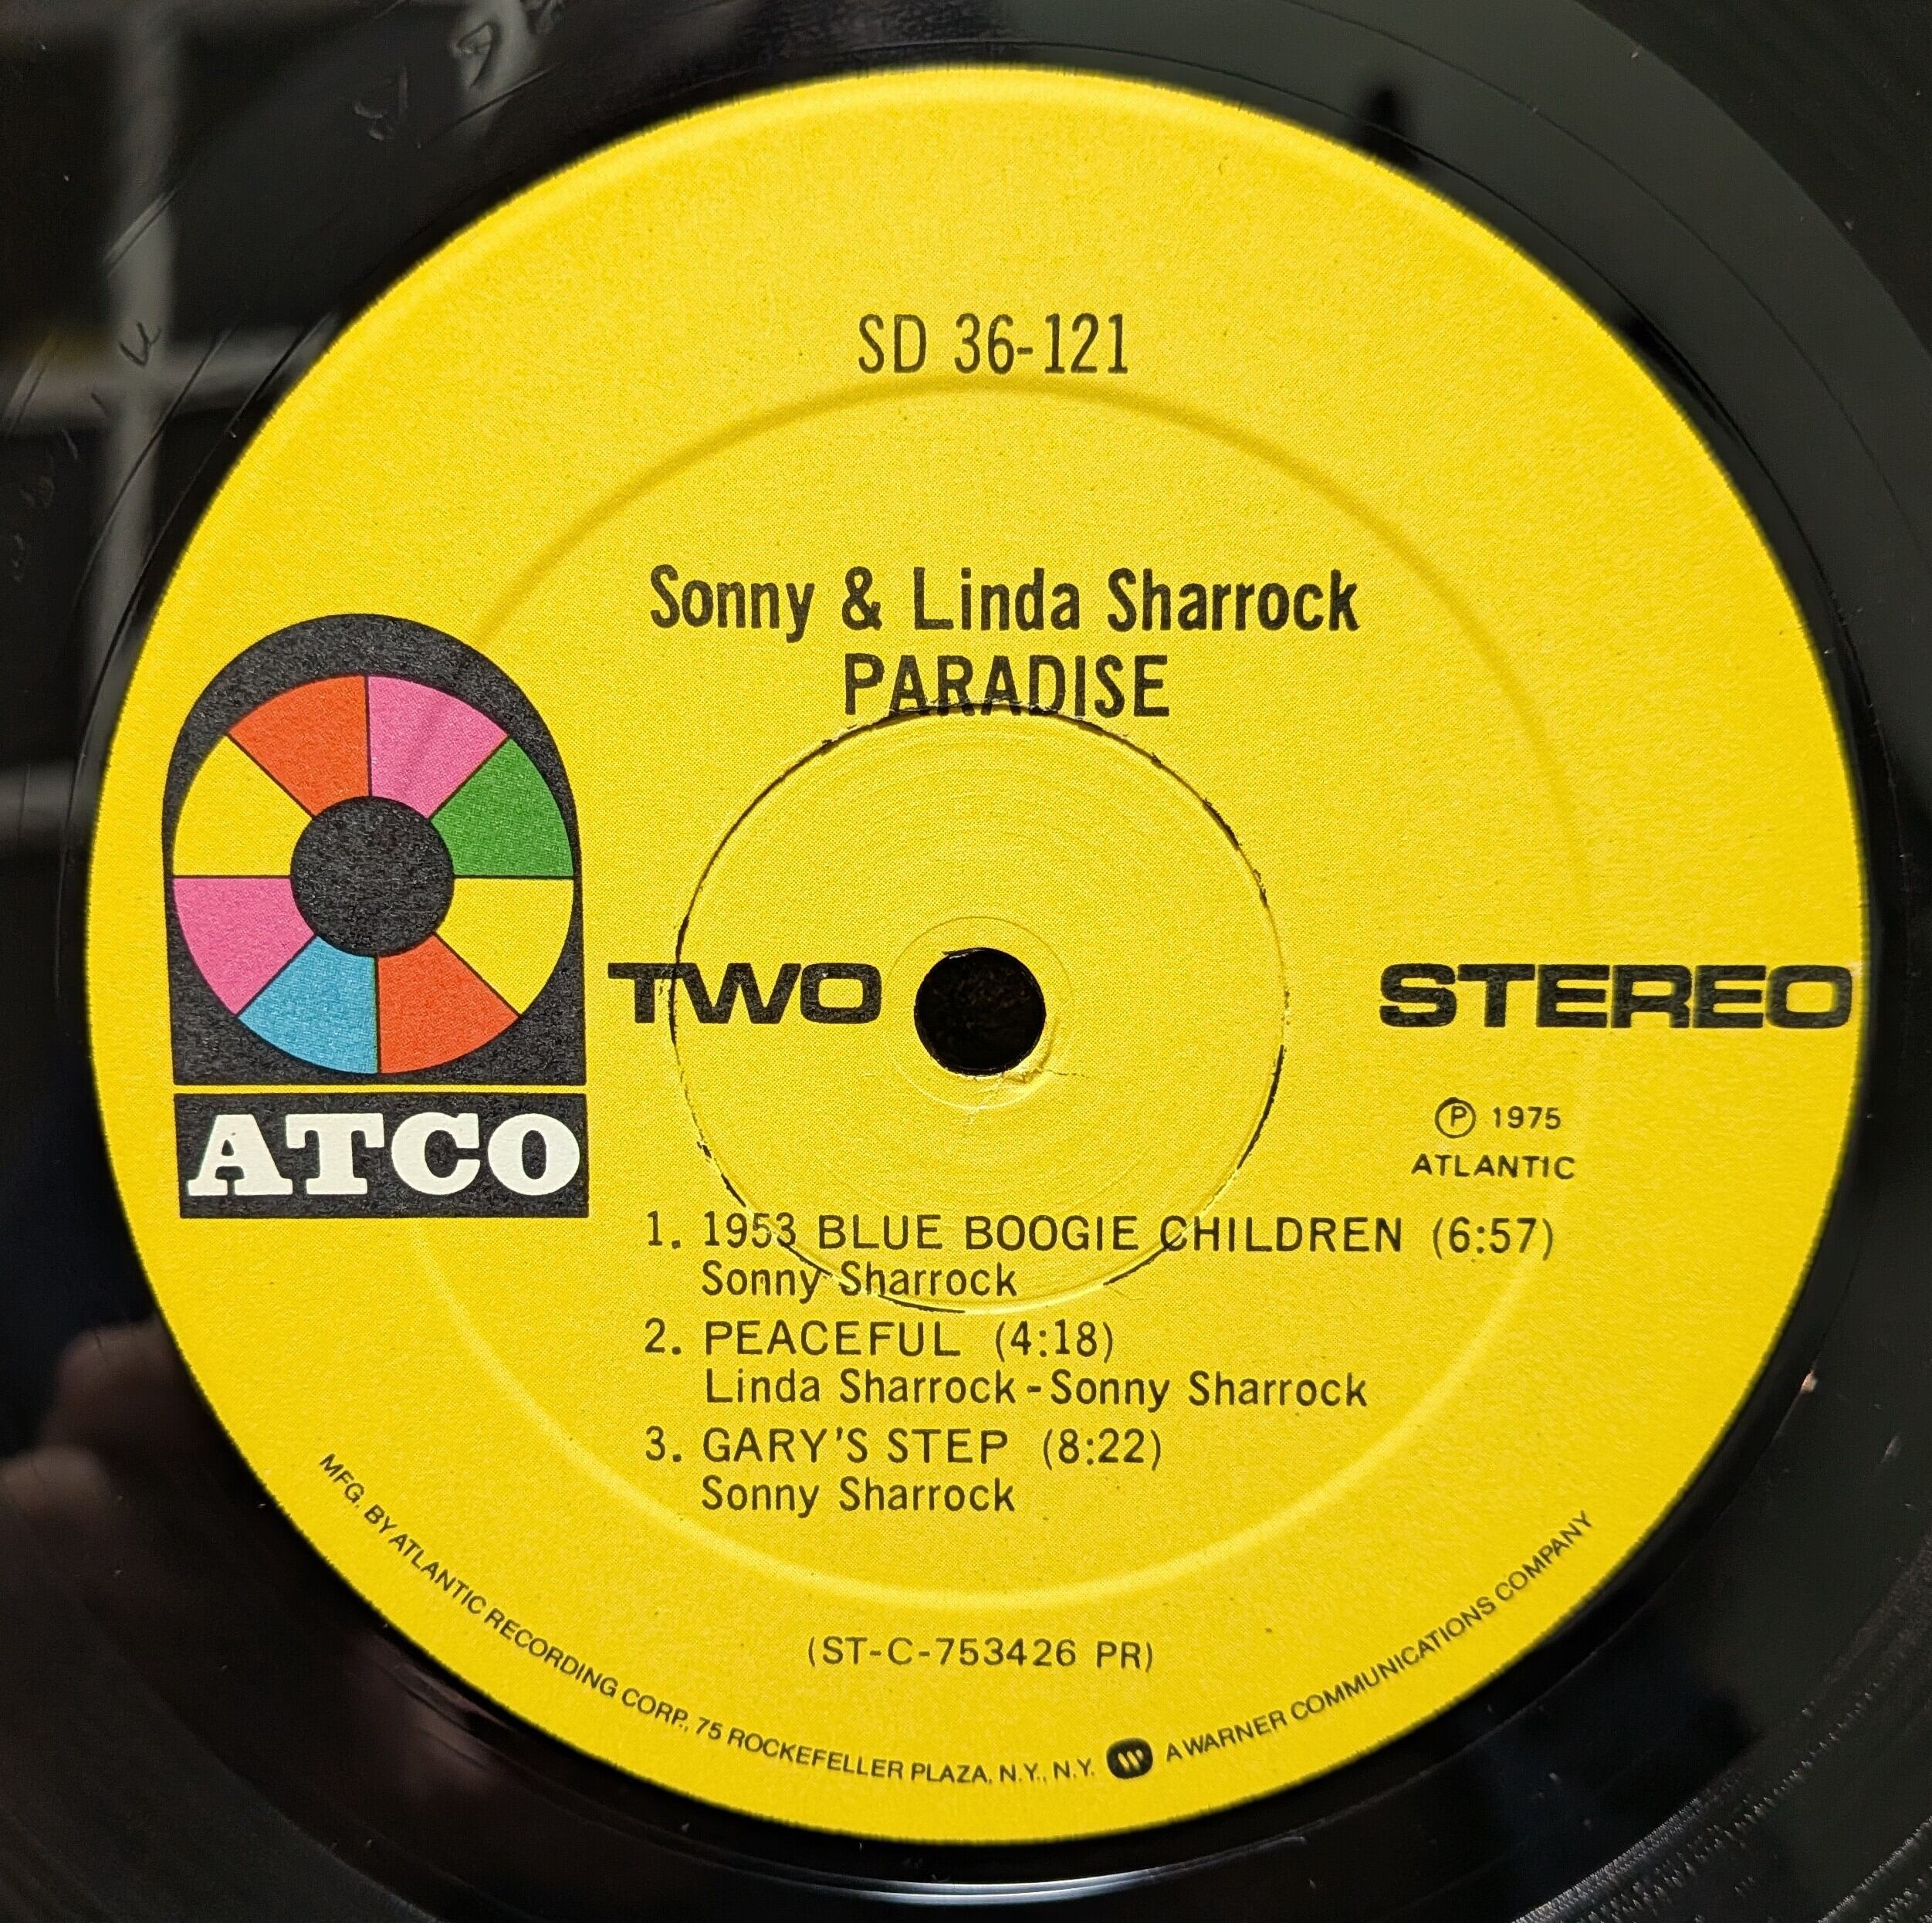 SD 36-121
Sonny & Linda Sharrock
PARADISE
ATCO
TWO
STEREO
Ⓟ 1975
ATLANTIC
1. 1953 BLUE BOOGIE CHILDREN (6:57)
Sonny Sharrock
2. PEACEFUL (4:18)
Linda Sharrock-Sonny Sharrock
3. GARY'S STEP (8:22)
Sonny Sharrock
(ST-C-753426 PR)
MFG. BY ATLANTIC RECORDING CORP., 75 ROCKEFELLER PLAZA, N.Y., N.Y. A WARNER COMMUNICATIONS COMPANY